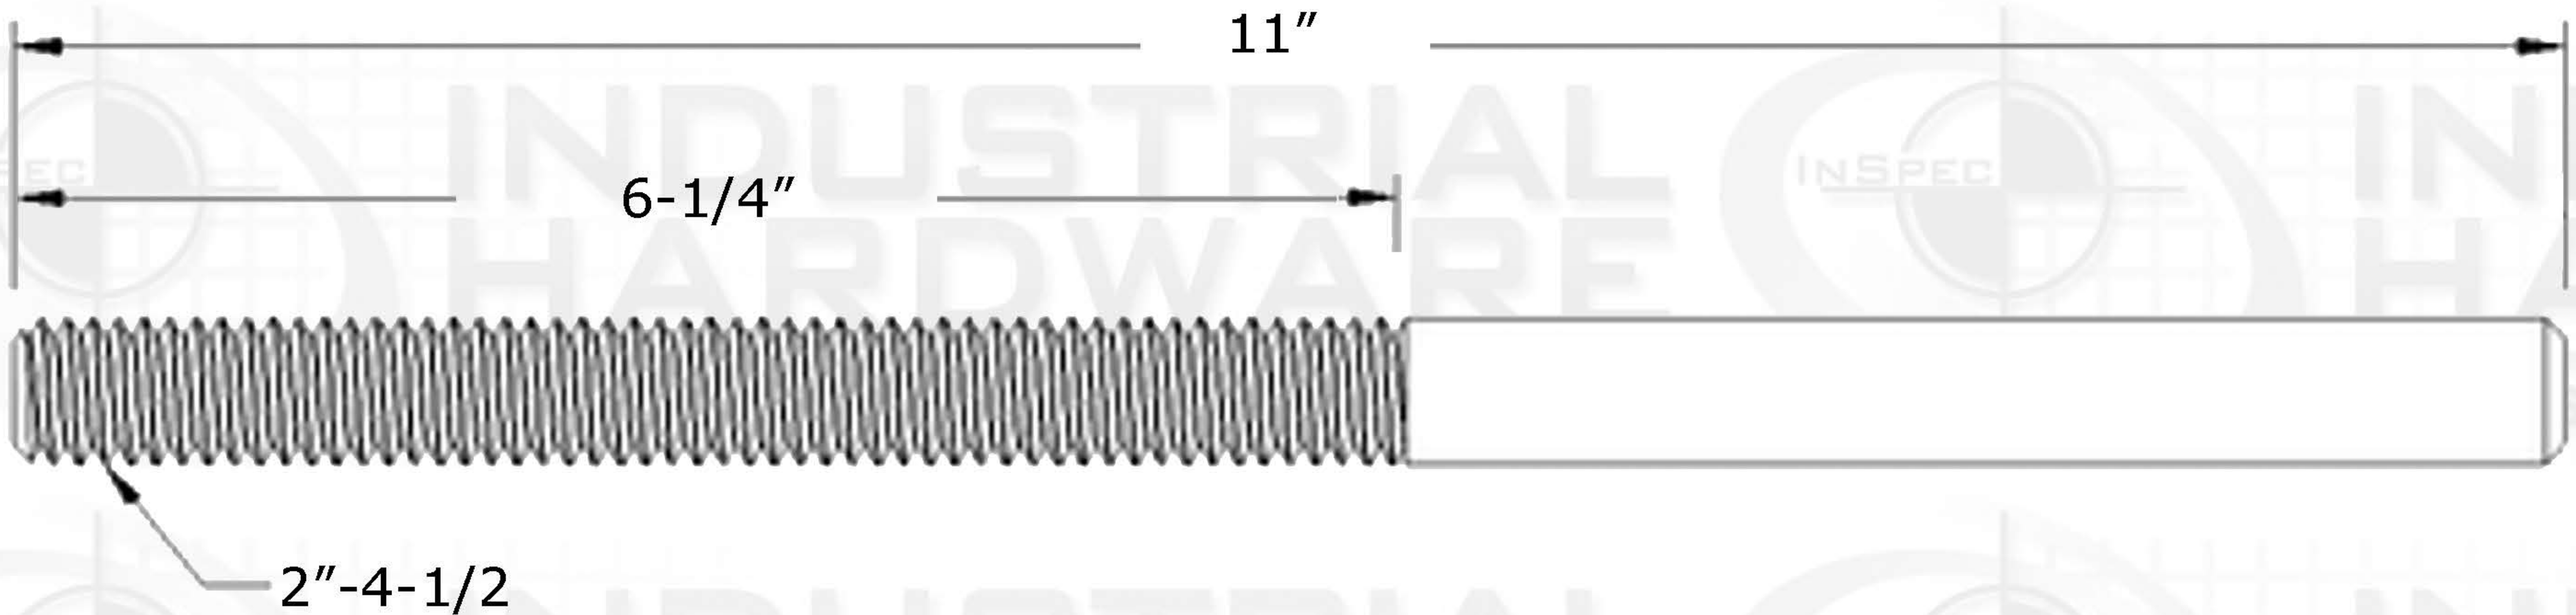 11"
INDUSTRIAL
HARDWARE
INSPEC
6-1/4"
2"-4-1/2